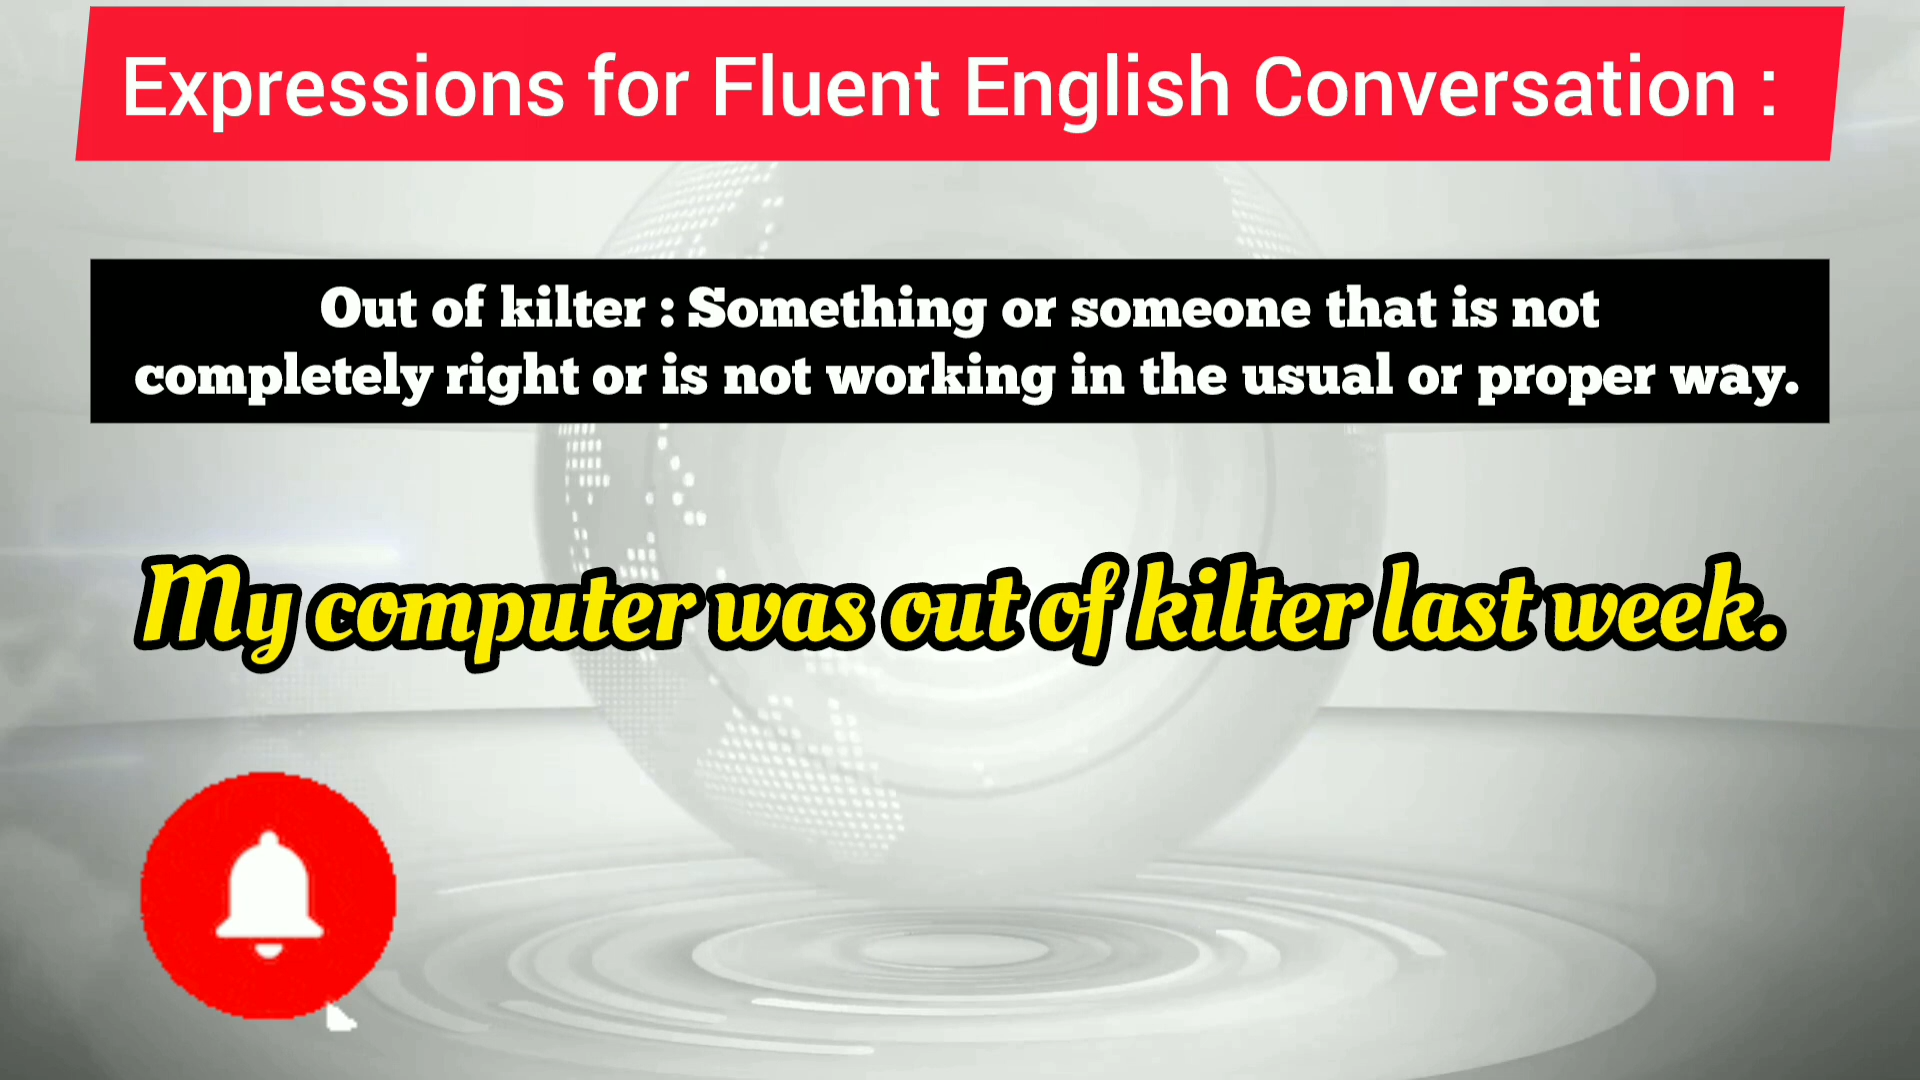 Expressions for Fluent English Conversation :
Out of kilter : Something or someone that is not
completely right or is not working in the usual or proper way.
My computer was out of kilter last week.